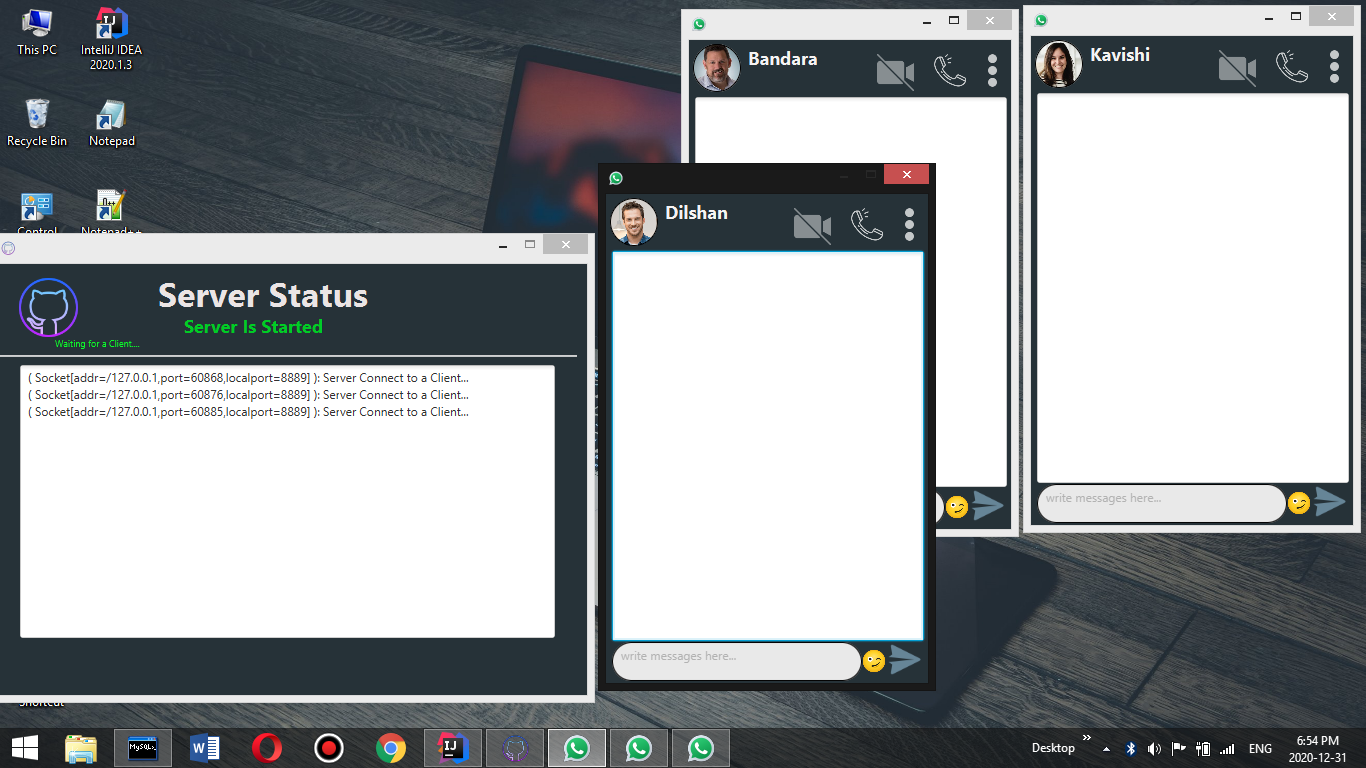 This PC
IntelliJ IDEA
2020.1.3
Recycle Bin
Notepad
Control
Notepad++
Server Status
Server Is Started
Waiting for a Client....
( Socket[addr=/127.0.0.1,port=60868,localport=8889] ): Server Connect to a Client...
( Socket[addr=/127.0.0.1,port=60876,localport=8889] ): Server Connect to a Client...
( Socket[addr=/127.0.0.1,port=60885,localport=8889] ): Server Connect to a Client...
Shortcut
Bandara
Kavishi
write messages here...
Dilshan
write messages here...
MySQL
Desktop
»
ENG
6:54 PM
2020-12-31